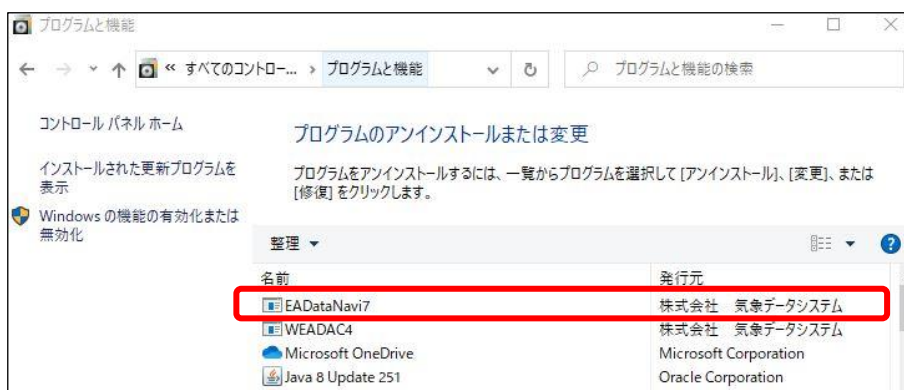 プログラムと機能
« すべてのコントロー... › プログラムと機能
プログラムと機能の検索
コントロール パネル ホーム
インストールされた更新プログラムを
表示
Windows の機能の有効化または
無効化
プログラムのアンインストールまたは変更
プログラムをアンインストールするには、一覧からプログラムを選択して [アンインストール]、[変更]、または
[修復] をクリックします。
整理
名前 発行元
EADataNavi7 株式会社　気象データシステム
WEADAC4 株式会社　気象データシステム
Microsoft OneDrive Microsoft Corporation
Java 8 Update 251 Oracle Corporation